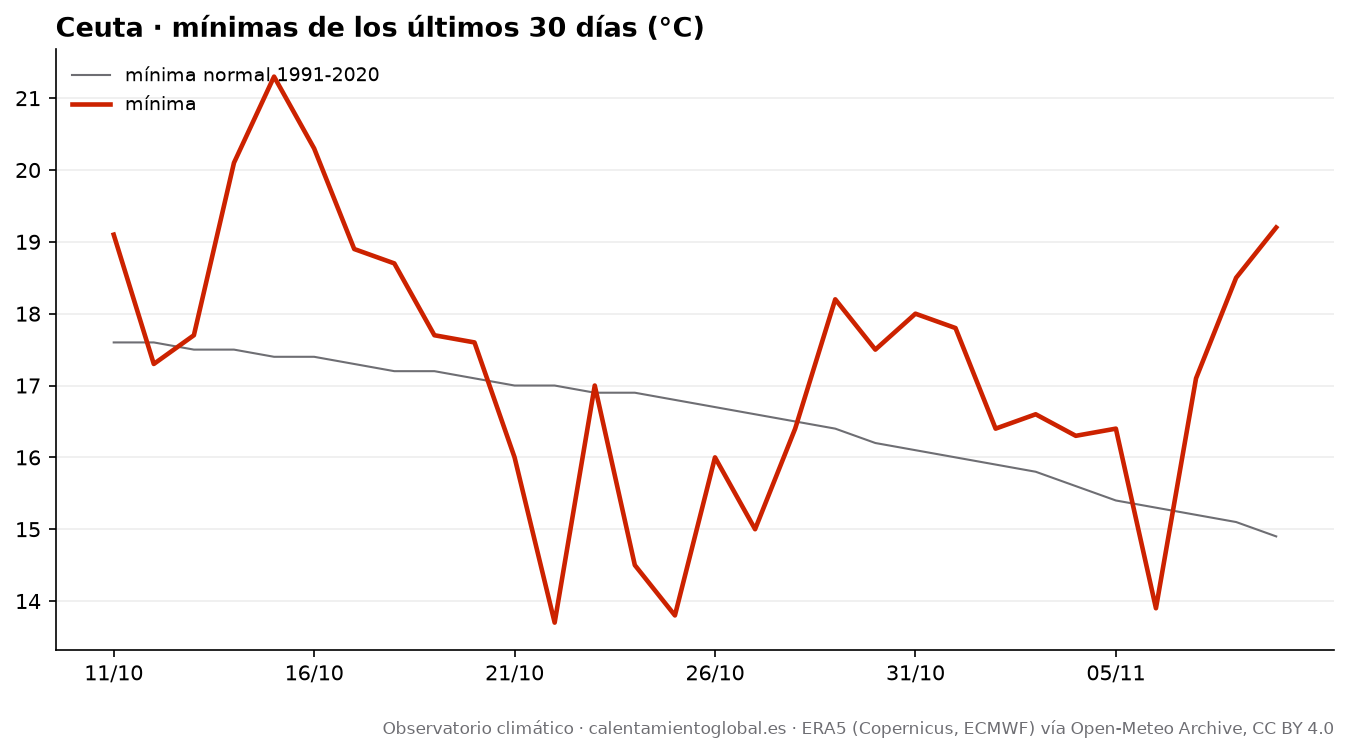 Ceuta · mínimas de los últimos 30 días (°C)
mínima normal 1991-2020
mínima
21
20
19
18
17
16
15
14
11/10 16/10 21/10 26/10 31/10 05/11
Observatorio climático · calentamientoglobal.es · ERA5 (Copernicus, ECMWF) vía Open-Meteo Archive, CC BY 4.0